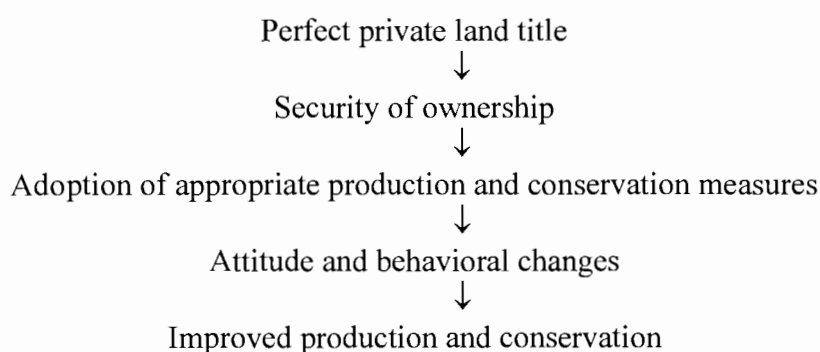 Perfect private land title
↓
Security of ownership
↓
Adoption of appropriate production and conservation measures
↓
Attitude and behavioral changes
↓
Improved production and conservation